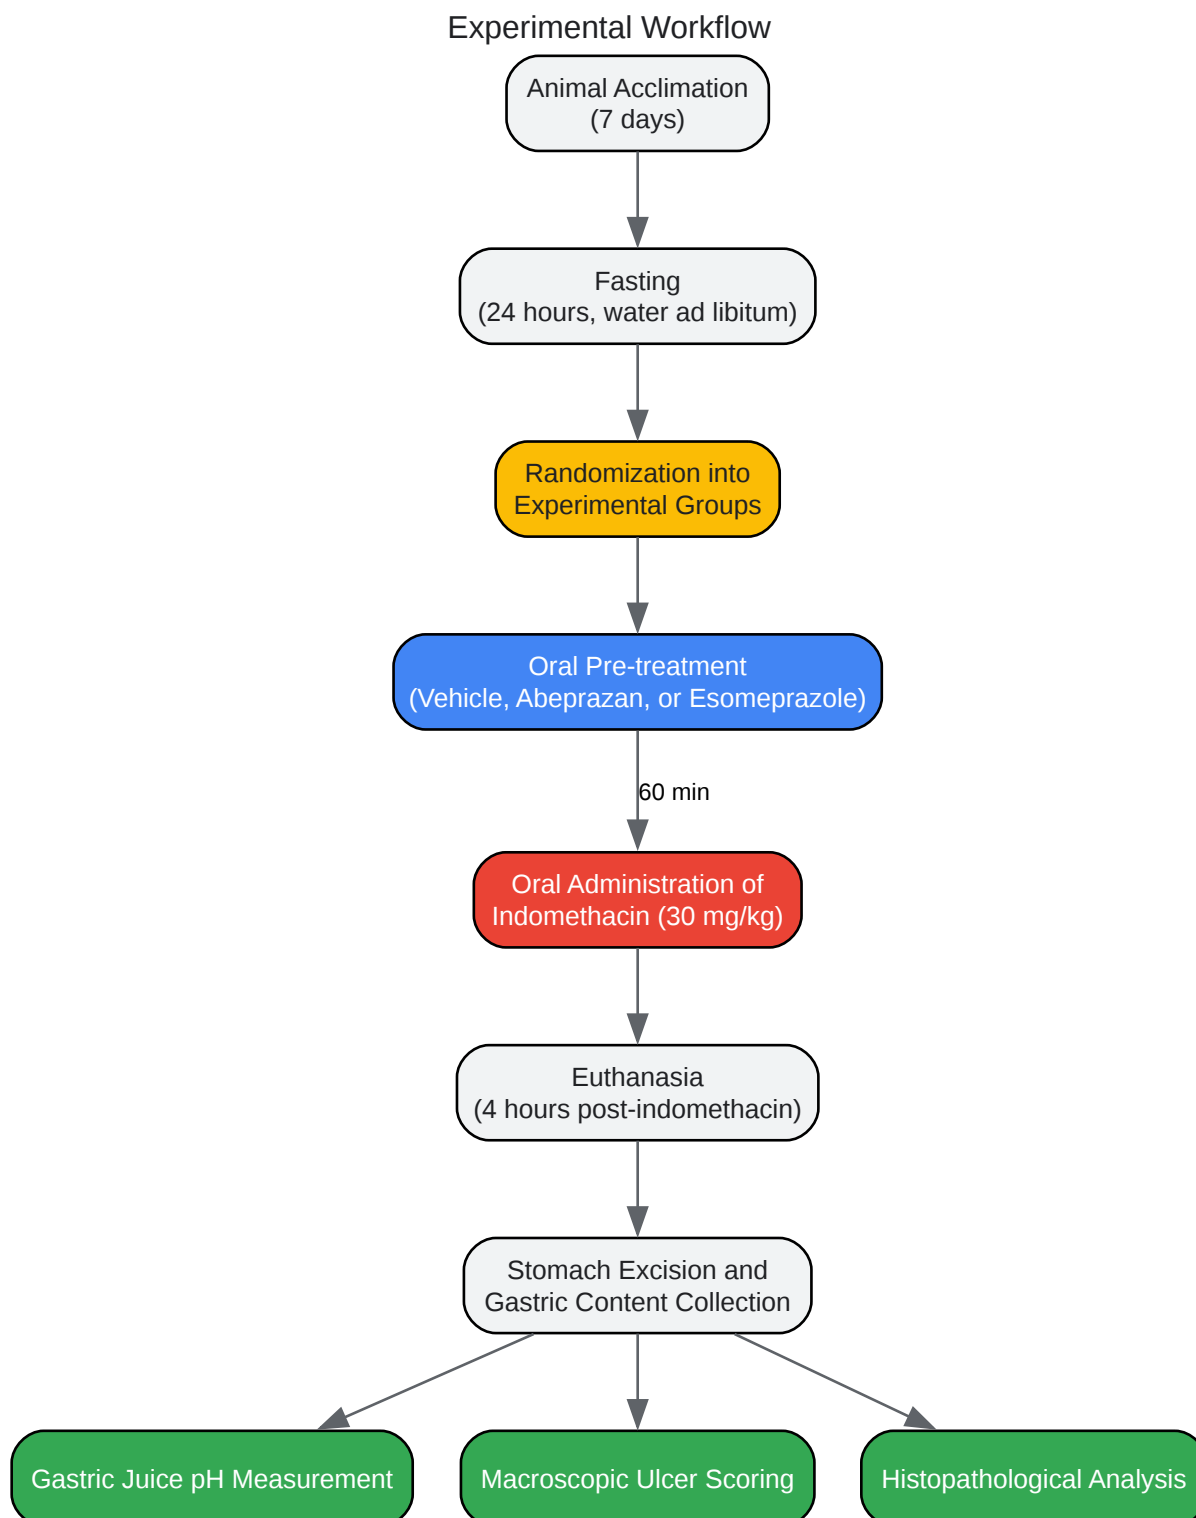 Experimental Workflow
Animal Acclimation
(7 days)
Fasting
(24 hours, water ad libitum)
Randomization into
Experimental Groups
Oral Pre-treatment
(Vehicle, Abeprazan, or Esomeprazole)
60 min
Oral Administration of
Indomethacin (30 mg/kg)
Euthanasia
(4 hours post-indomethacin)
Stomach Excision and
Gastric Content Collection
Gastric Juice pH Measurement
Macroscopic Ulcer Scoring
Histopathological Analysis